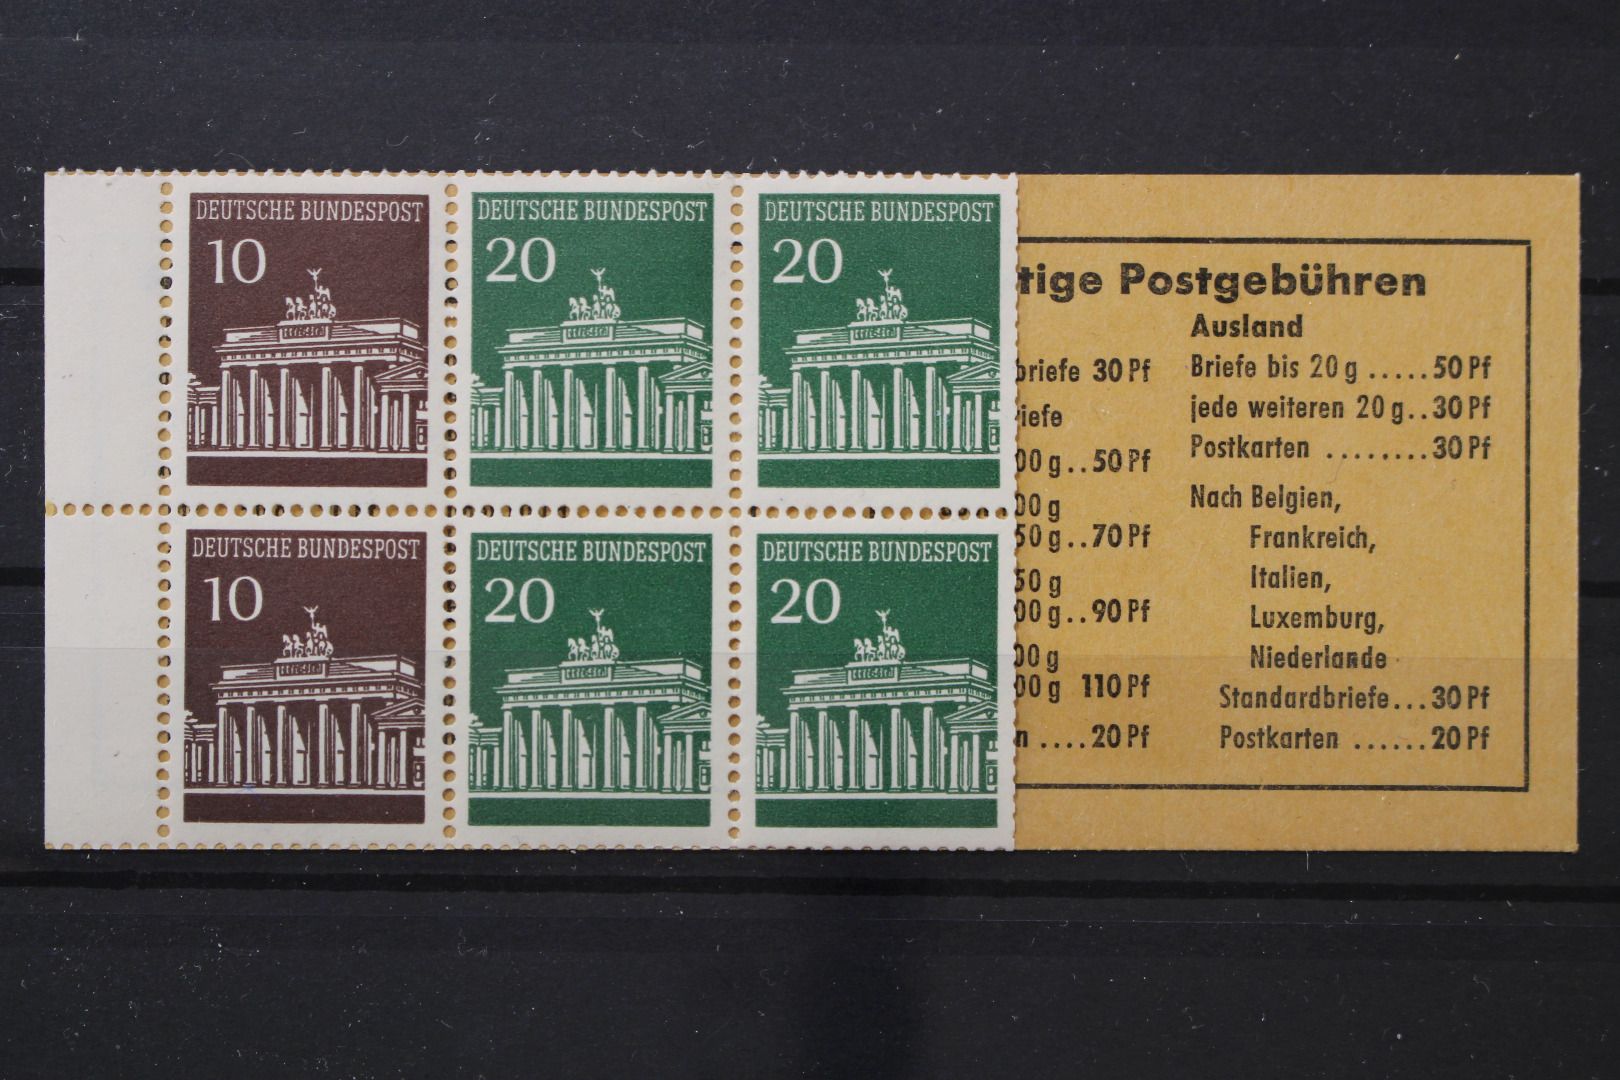 DEUTSCHE BUNDESPOST DEUTSCHE BUNDESPOST DEUTSCHE BUNDESPOST
10 20 20
DEUTSCHE BUNDESPOST DEUTSCHE BUNDESPOST DEUTSCHE BUNDESPOST
10 20 20
tige Postgebühren
briefe 30 Pf
iefe
00 g..50 Pf
00 g
50 g..70 Pf
50 g
00 g..90 Pf
00 g
00 g 110 Pf
n ....20 Pf
Ausland
Briefe bis 20 g .....50 Pf
jede weiteren 20 g..30 Pf
Postkarten ........30 Pf
Nach Belgien,
Frankreich,
Italien,
Luxemburg,
Niederlande
Standardbriefe...30 Pf
Postkarten ......20 Pf